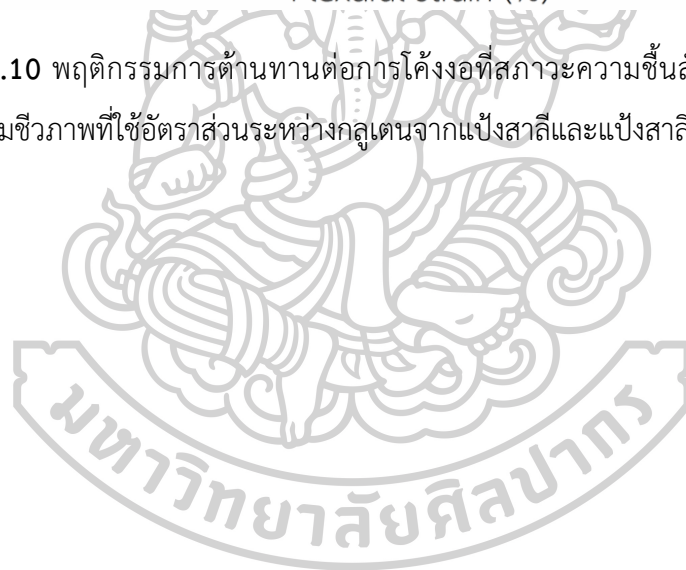 .10 พฤติกรรมการต้านทานต่อการโค้งงอที่สภาวะความชื้นสั
มชีวภาพที่ใช้อัตราส่วนระหว่างกลูเตนจากแป้งสาลีและแป้งสาลี
มหาวิทยาลัยศิลปากร